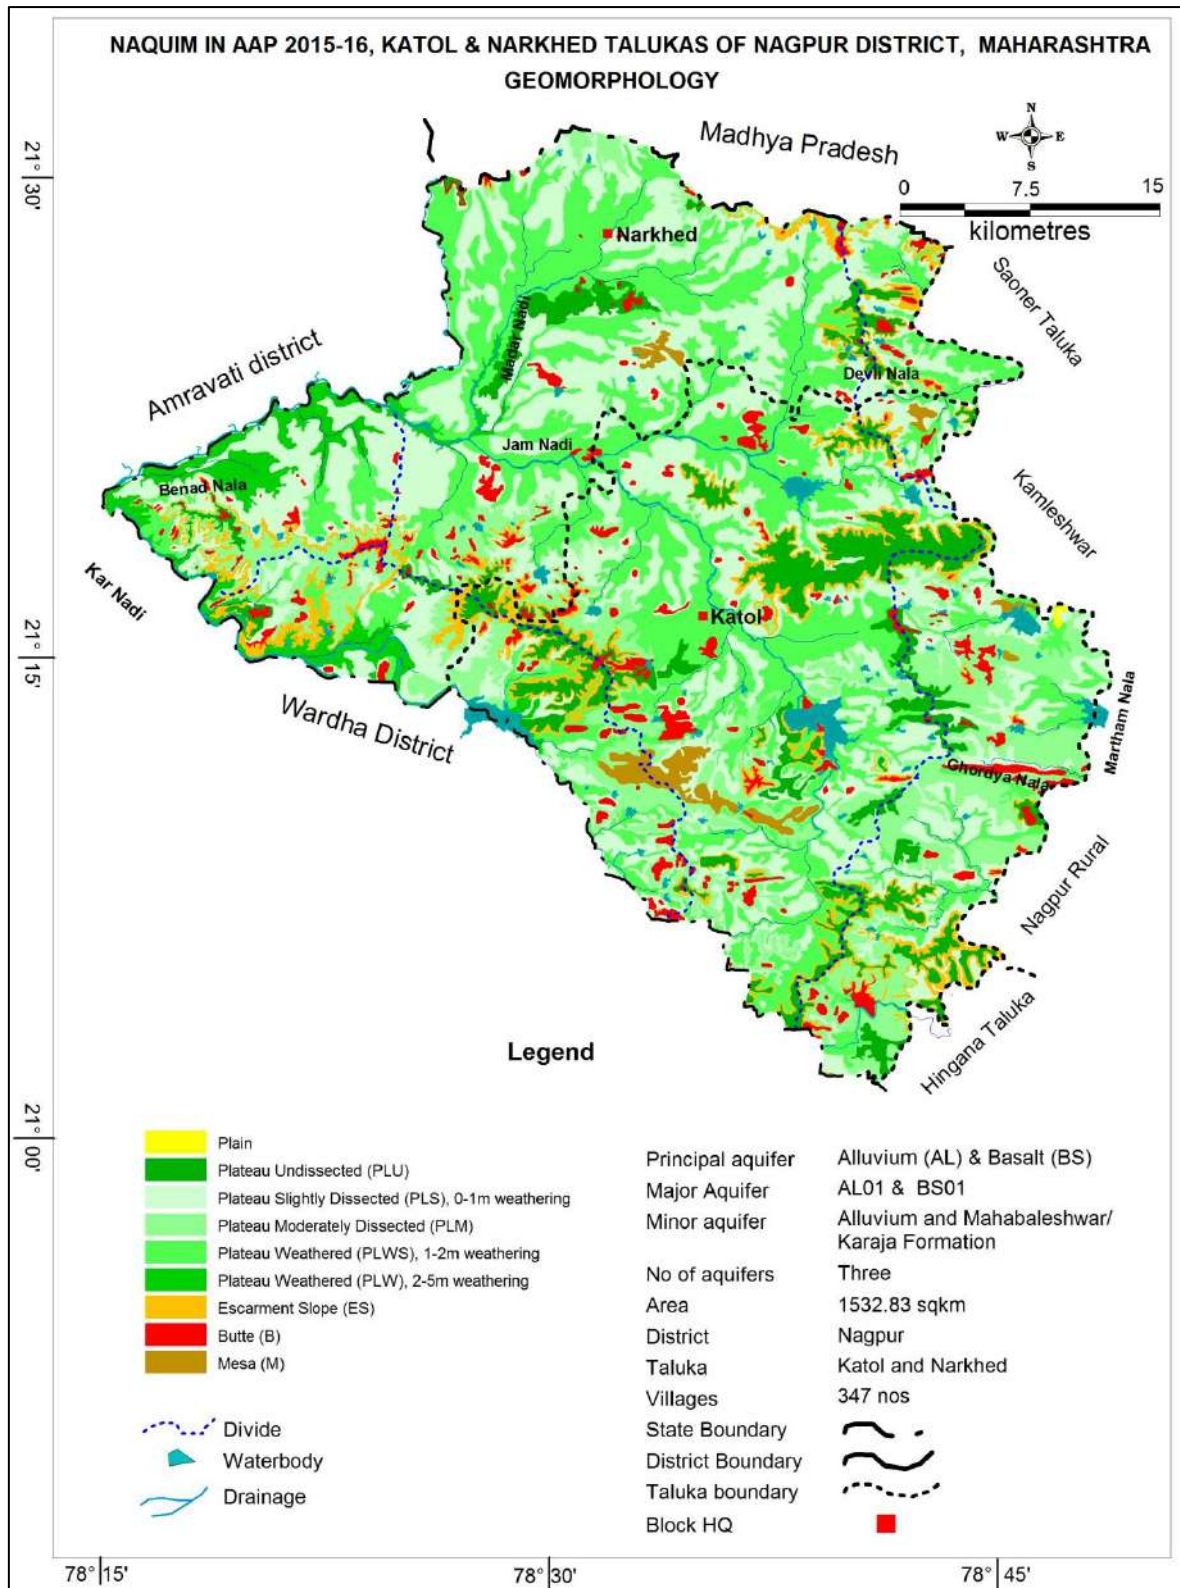 NAQUIM IN AAP 2015-16, KATOL & NARKHED TALUKAS OF NAGPUR DISTRICT, MAHARASHTRA
GEOMORPHOLOGY
Madhya Pradesh
N
W E
S
0 7.5 15
kilometres
21° 30'
Narkhed
Saoner Taluka
Madar Nadi
Amravati district
Devli Nala
Jam Nadi
Benad Nala
Kamleshwar
Kar Nadi
Katol
21° 15'
Wardha District
Martham Nala
Ghordya Nala
Nagpur Rural
Hingana Taluka
Legend
21° 00'
Plain
Plateau Undissected (PLU)
Plateau Slightly Dissected (PLS), 0-1m weathering
Plateau Moderately Dissected (PLM)
Plateau Weathered (PLWS), 1-2m weathering
Plateau Weathered (PLW), 2-5m weathering
Escarment Slope (ES)
Butte (B)
Mesa (M)
Divide
Waterbody
Drainage
Principal aquifer Alluvium (AL) & Basalt (BS)
Major Aquifer AL01 & BS01
Minor aquifer Alluvium and Mahabaleshwar/
Karaja Formation
No of aquifers Three
Area 1532.83 sqkm
District Nagpur
Taluka Katol and Narkhed
Villages 347 nos
State Boundary
District Boundary
Taluka boundary
Block HQ
78° 15' 78° 30' 78° 45'